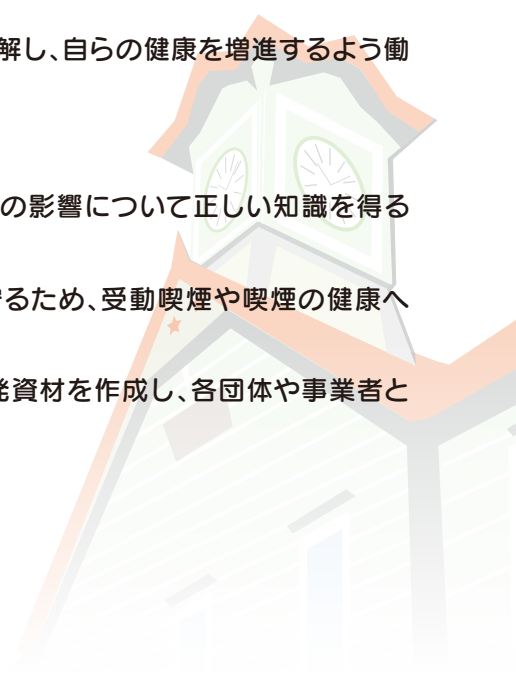 解し、自らの健康を増進するよう働
の影響について正しい知識を得る
るため、受動喫煙や喫煙の健康へ
資材を作成し、各団体や事業者と